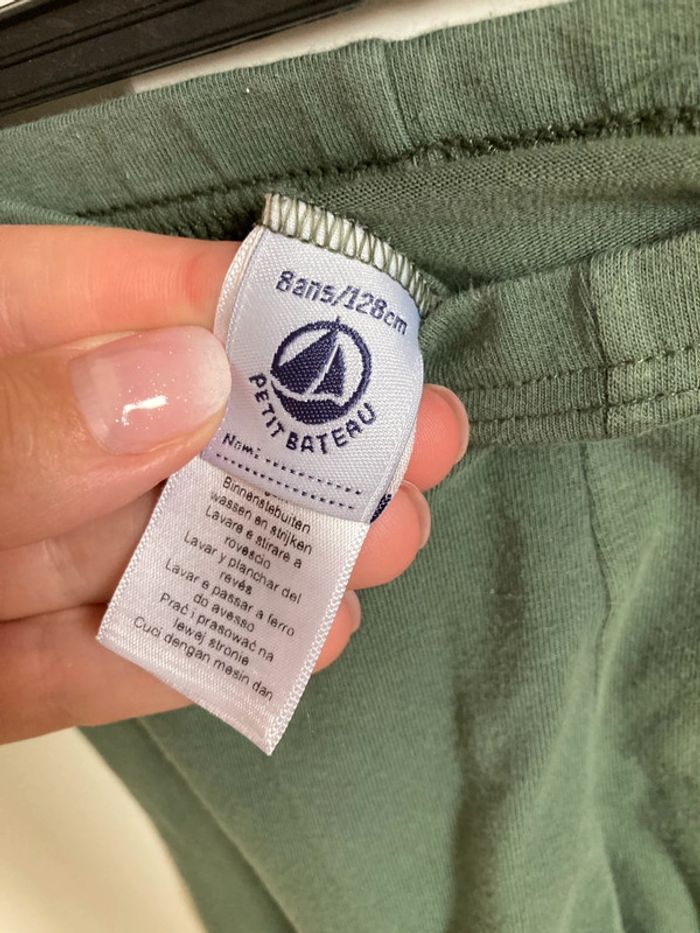 8ans/128cm
PETIT BATEAU
Nom: ............
..................
Binnenstebuiten
wassen en strijken
Lavare e stirare a
rovescio
Lavar y planchar del
revés
Lavar e passar a ferro
do avesso
Prać i prasować na
lewej stronie
Cuci dengan mesin dan